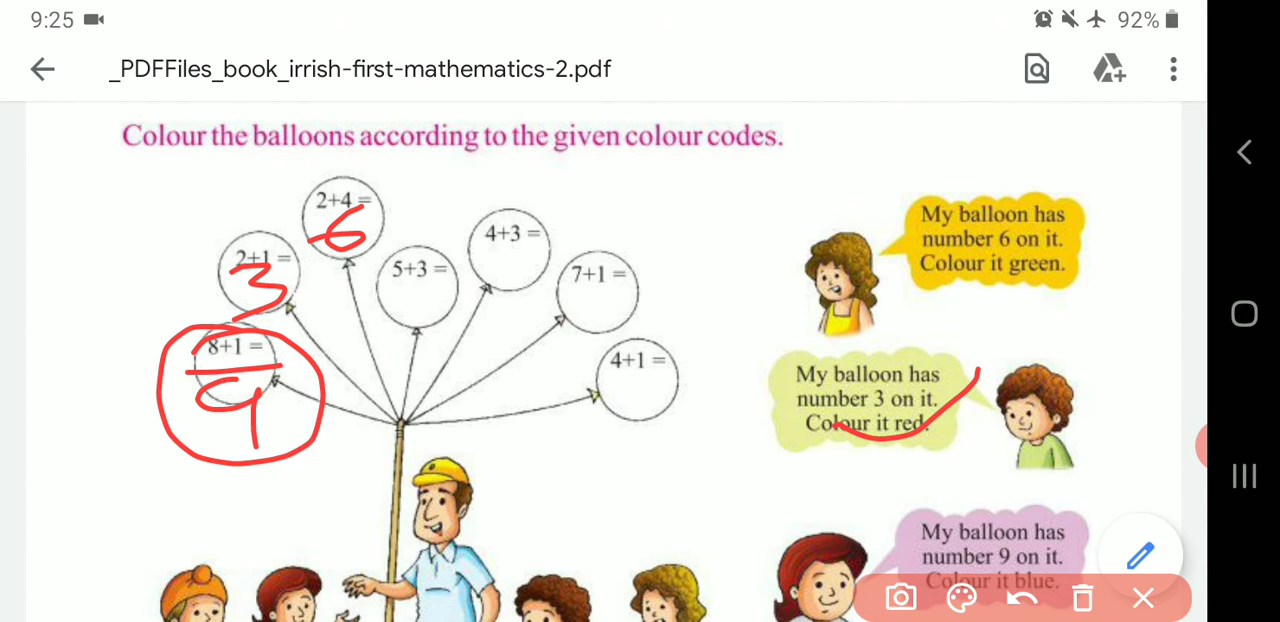 9:25
92%
_PDFFiles_book_irrish-first-mathematics-2.pdf
Colour the balloons according to the given colour codes.
2+4 =
6
2+1 =
3
8+1 =
9
5+3 =
4+3 =
7+1 =
4+1 =
My balloon has
number 6 on it.
Colour it green.
My balloon has
number 3 on it.
Colour it red.
My balloon has
number 9 on it.
Colour it blue.